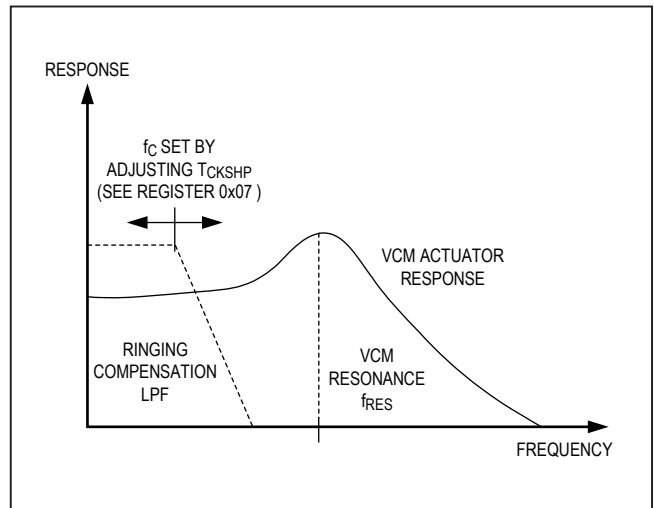 RESPONSE
fC SET BY
ADJUSTING TCKSHP
(SEE REGISTER 0x07 )
VCM ACTUATOR
RESPONSE
RINGING
COMPENSATION
LPF
VCM
RESONANCE
fRES
FREQUENCY